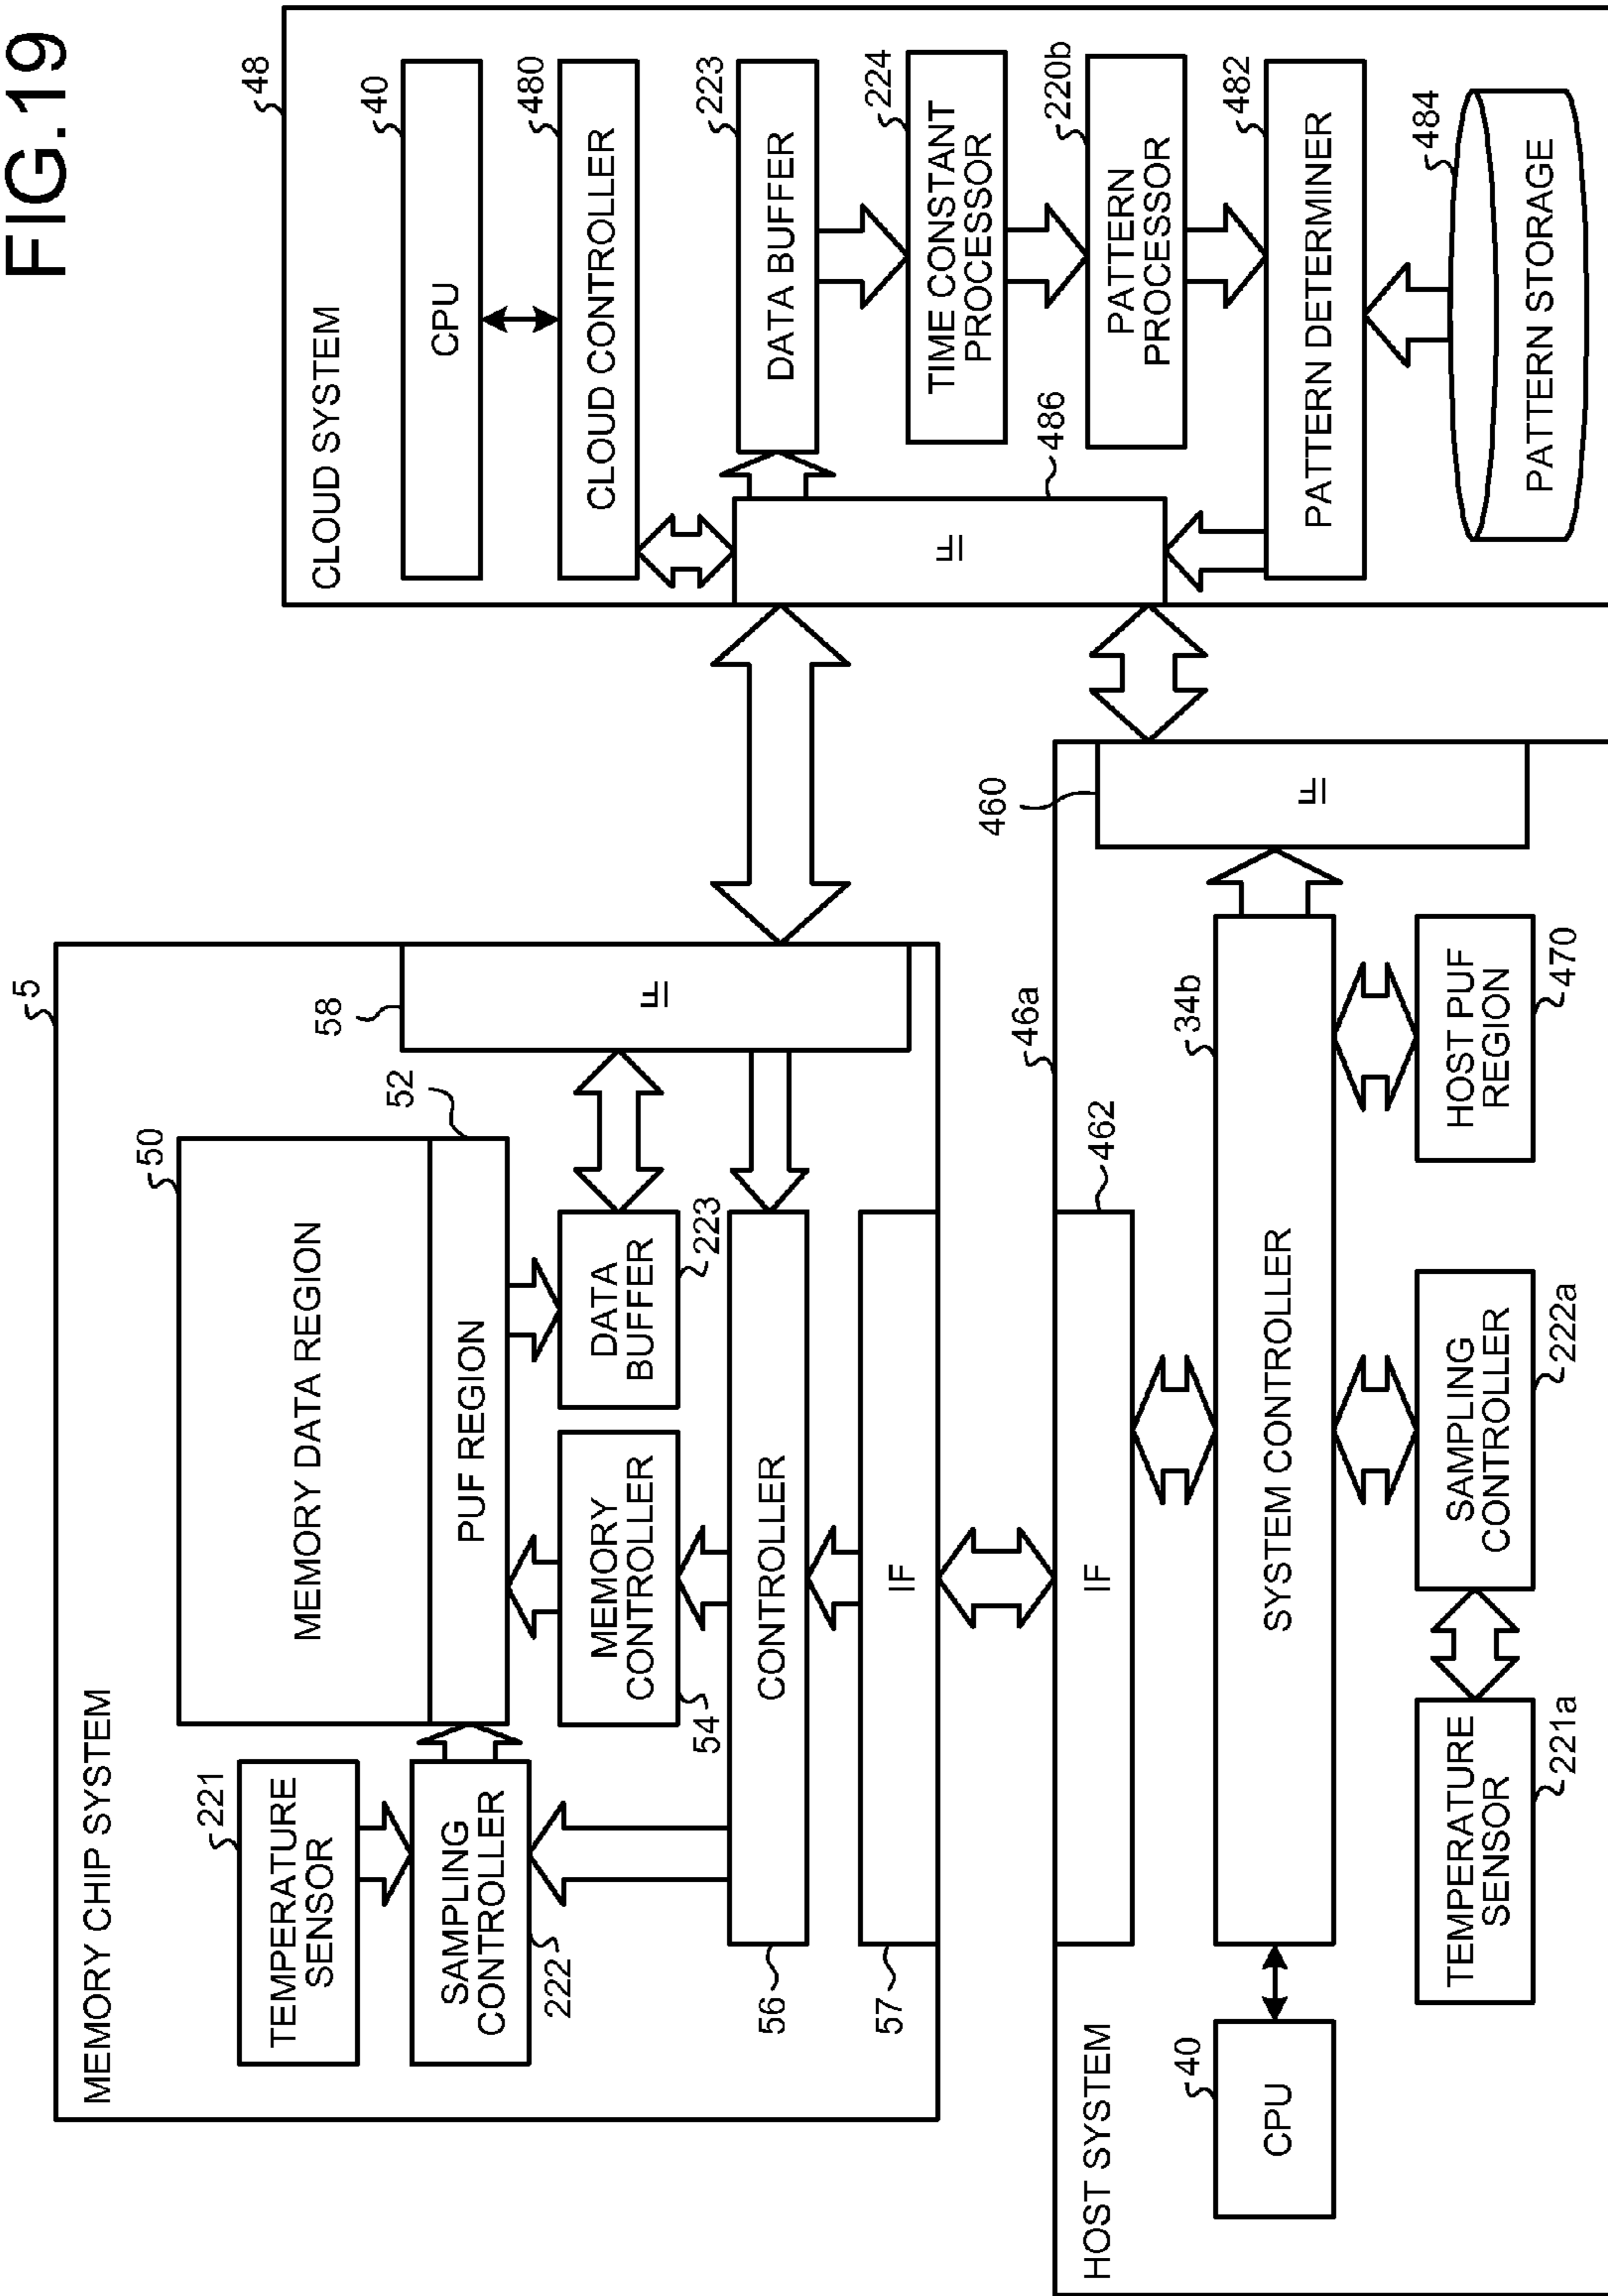 FIG.19
MEMORY CHIP SYSTEM
5
TEMPERATURE
SENSOR
221
SAMPLING
CONTROLLER
222
MEMORY DATA REGION
50
PUF REGION
52
MEMORY
CONTROLLER
54
DATA
BUFFER
223
CONTROLLER
56
IF
57
IF
58
HOST SYSTEM
46a
CPU
40
IF
462
SYSTEM CONTROLLER
34b
TEMPERATURE
SENSOR
221a
SAMPLING
CONTROLLER
222a
HOST PUF
REGION
470
IF
460
CLOUD SYSTEM
48
CPU
40
CLOUD CONTROLLER
480
IF
486
DATA BUFFER
223
TIME CONSTANT
PROCESSOR
224
PATTERN
PROCESSOR
220b
PATTERN DETERMINER
482
PATTERN STORAGE
484